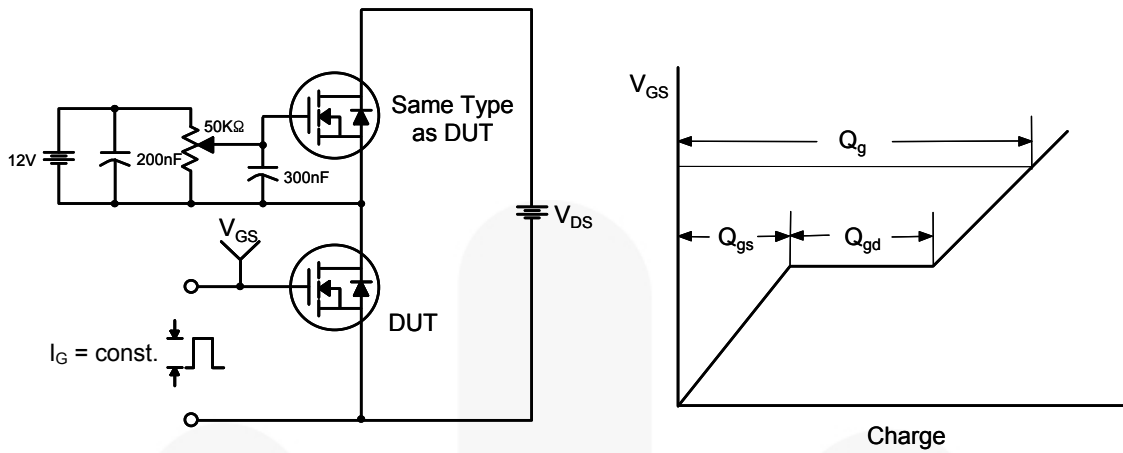 12V
200nF
50KΩ
300nF
Same Type
as DUT
V_DS
V_GS
DUT
I_G = const.
V_GS
Q_g
Q_gs
Q_gd
Charge